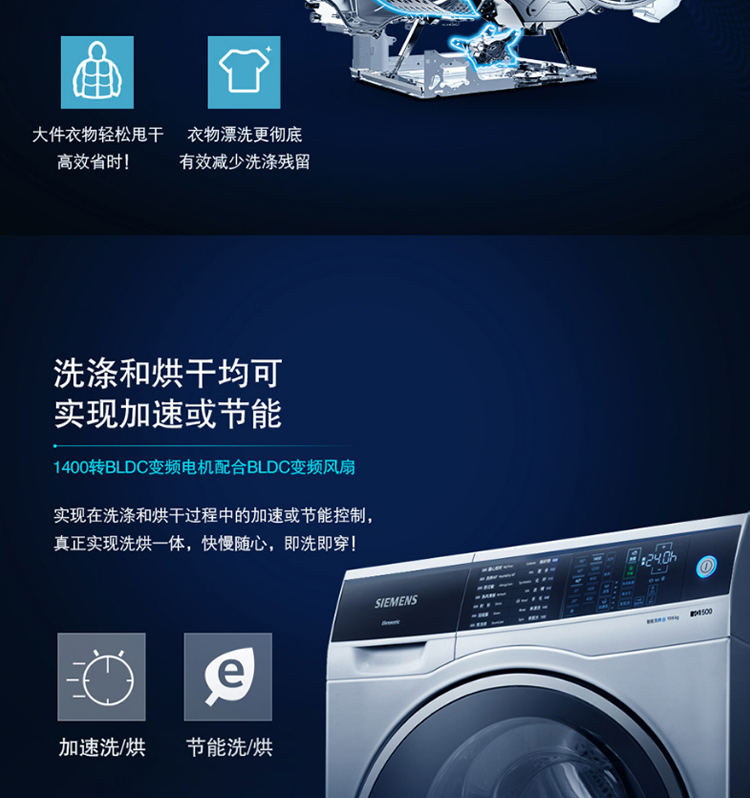 大件衣物轻松甩干
高效省时！
衣物漂洗更彻底
有效减少洗涤残留
洗涤和烘干均可
实现加速或节能
1400转BLDC变频电机配合BLDC变频风扇
实现在洗涤和烘干过程中的加速或节能控制，
真正实现洗烘一体，快慢随心，即洗即穿！
SIEMENS
24.0h
e
加速洗/烘
节能洗/烘